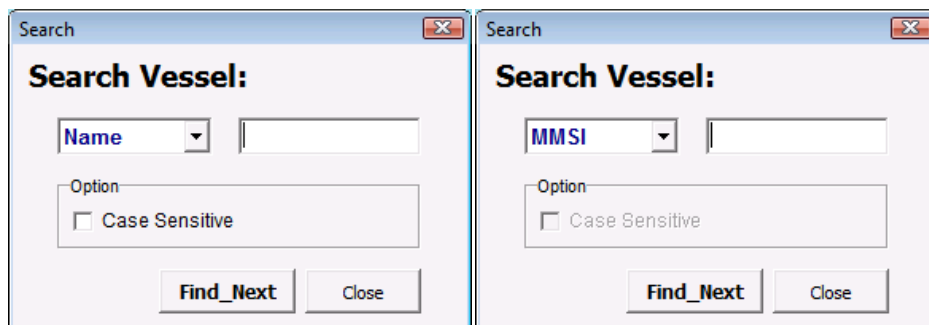 Search
Search Vessel:
Name
Option
Case Sensitive
Find_Next Close
Search
Search Vessel:
MMSI
Option
Case Sensitive
Find_Next Close